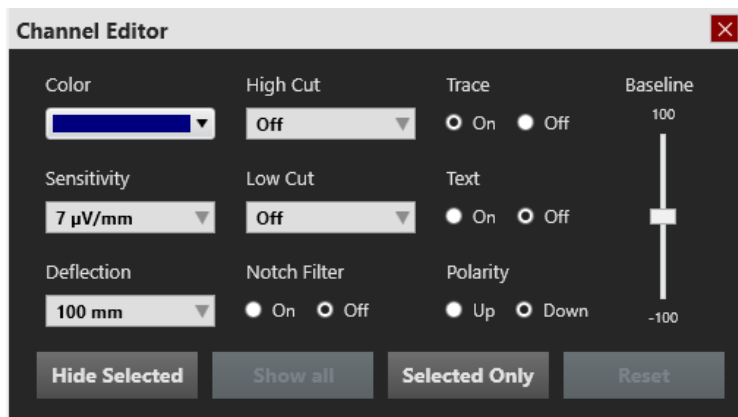 Channel Editor
Color High Cut Trace Baseline
Off On Off 100
Sensitivity Low Cut Text
7 µV/mm Off On Off
Deflection Notch Filter Polarity
100 mm On Off Up Down -100
Hide Selected Show all Selected Only Reset